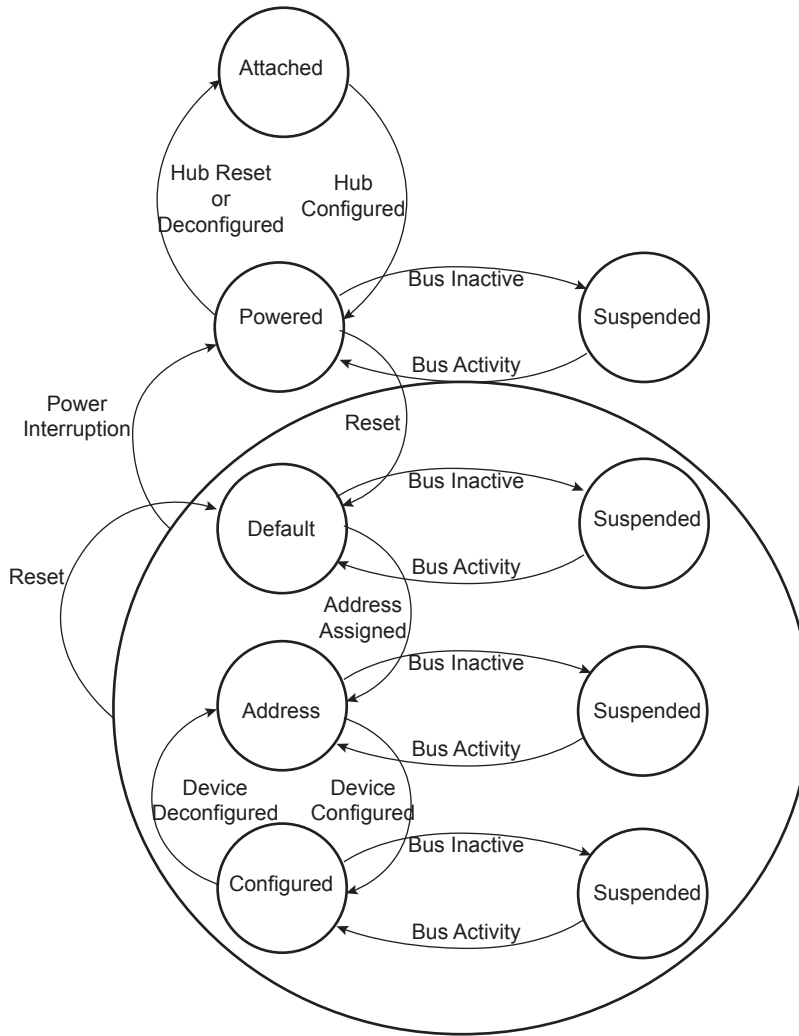 Attached
Hub Reset
or
Deconfigured
Hub
Configured
Bus Inactive
Powered
Suspended
Bus Activity
Power
Interruption
Reset
Bus Inactive
Default
Suspended
Bus Activity
Reset
Address
Assigned
Bus Inactive
Address
Suspended
Bus Activity
Device
Deconfigured
Device
Configured
Bus Inactive
Configured
Suspended
Bus Activity